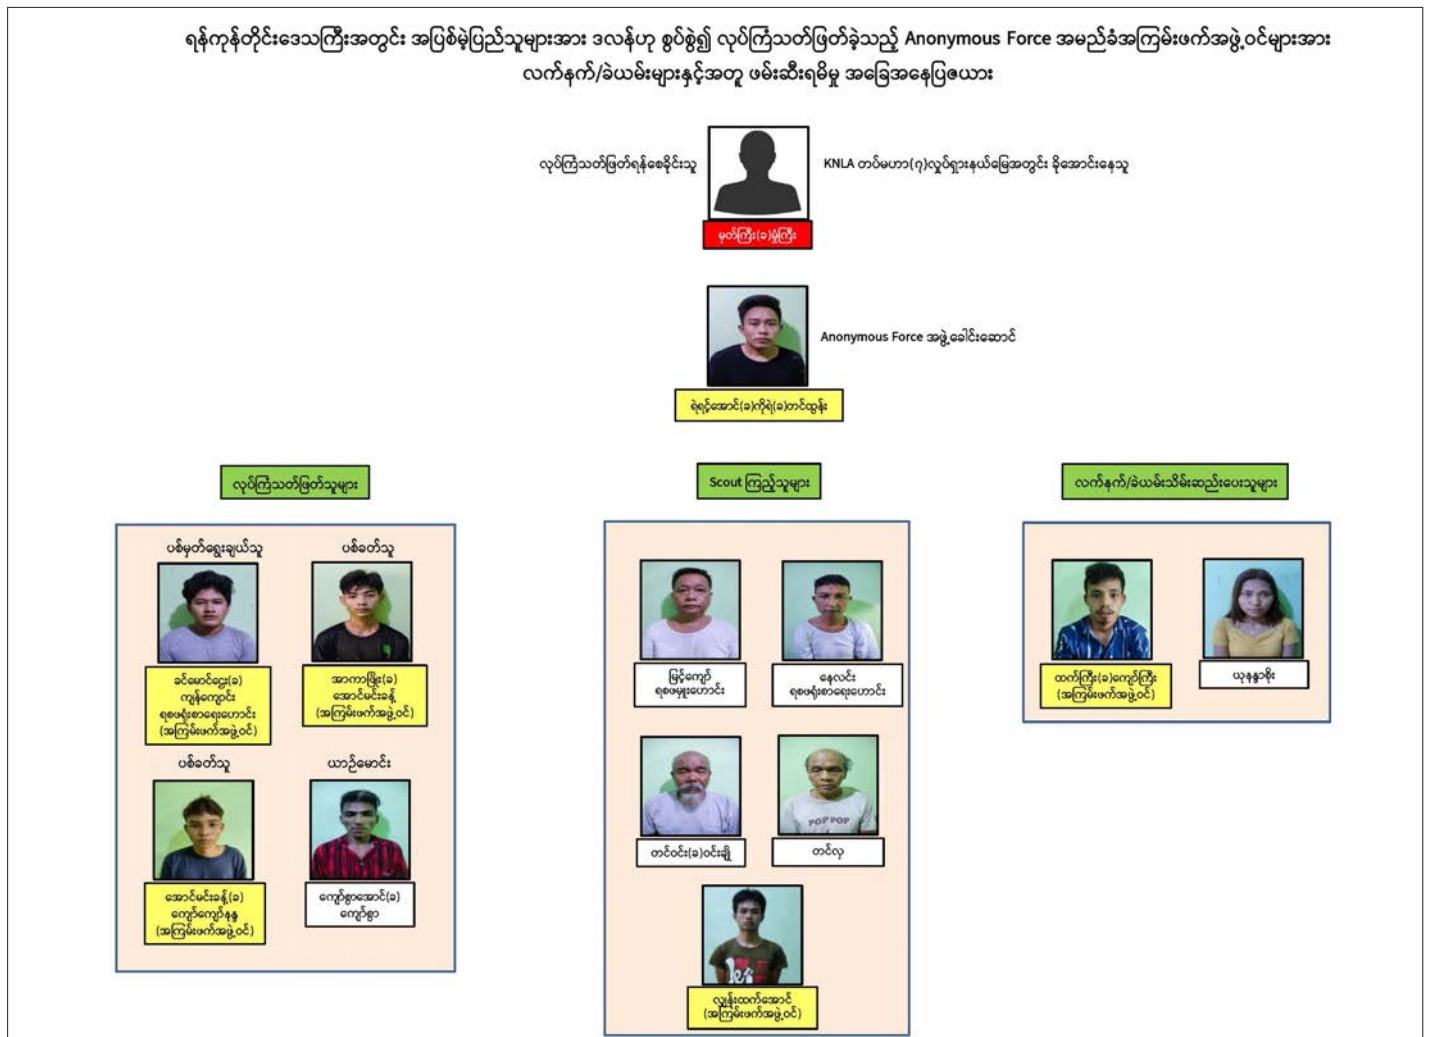 ရန်ကုန်တိုင်းဒေသကြီးအတွင်း အပြစ်မဲ့ပြည်သူများအား ဒလန်ဟု စွပ်စွဲ၍ လုပ်ကြံသတ်ဖြတ်ခဲ့သည့် Anonymous Force အမည်ခံအကြမ်းဖက်အဖွဲ့ဝင်များအား
လက်နက်/ခဲယမ်းများနှင့်အတူ ဖမ်းဆီးရမိမှု အခြေအနေပြဇယား
လုပ်ကြံသတ်ဖြတ်ရန်စေခိုင်းသူ
KNLA တပ်မဟာ(၇)လှုပ်ရှားနယ်မြေအတွင်း ခိုအောင်းနေသူ
မှတ်ကြီး(ခ)မှိုကြီး
Anonymous Force အဖွဲ့ခေါင်းဆောင်
ရဲရင့်အောင်(ခ)ကိုရဲ(ခ)တင်ထွန်း
လုပ်ကြံသတ်ဖြတ်သူများ
ပစ်မှတ်ရွေးချယ်သူ
ခင်မောင်ဌေး(ခ)
ကျန်ကျောင်း
ရစဖရုံးစာရေးဟောင်း
(အကြမ်းဖက်အဖွဲ့ဝင်)
ပစ်ခတ်သူ
အာကာဖြိုး(ခ)
အောင်မင်းခန့်
(အကြမ်းဖက်အဖွဲ့ဝင်)
ပစ်ခတ်သူ
အောင်မင်းခန့်(ခ)
ကျော်ကျော်နန္ဒ
(အကြမ်းဖက်အဖွဲ့ဝင်)
ယာဉ်မောင်း
ကျော်စွာအောင်(ခ)
ကျော်စွာ
Scout ကြည့်သူများ
မြင့်ကျော်
ရစဖမှူးဟောင်း
နေလင်း
ရစဖရုံးစာရေးဟောင်း
တင်ဝင်း(ခ)ဝင်းချို
POP POP
တင်လှ
လျှန်းထက်အောင်
(အကြမ်းဖက်အဖွဲ့ဝင်)
လက်နက်/ခဲယမ်းသိမ်းဆည်းပေးသူများ
ထက်ကြီး(ခ)ကျော်ကြီး
(အကြမ်းဖက်အဖွဲ့ဝင်)
ယုနန္ဒာစိုး